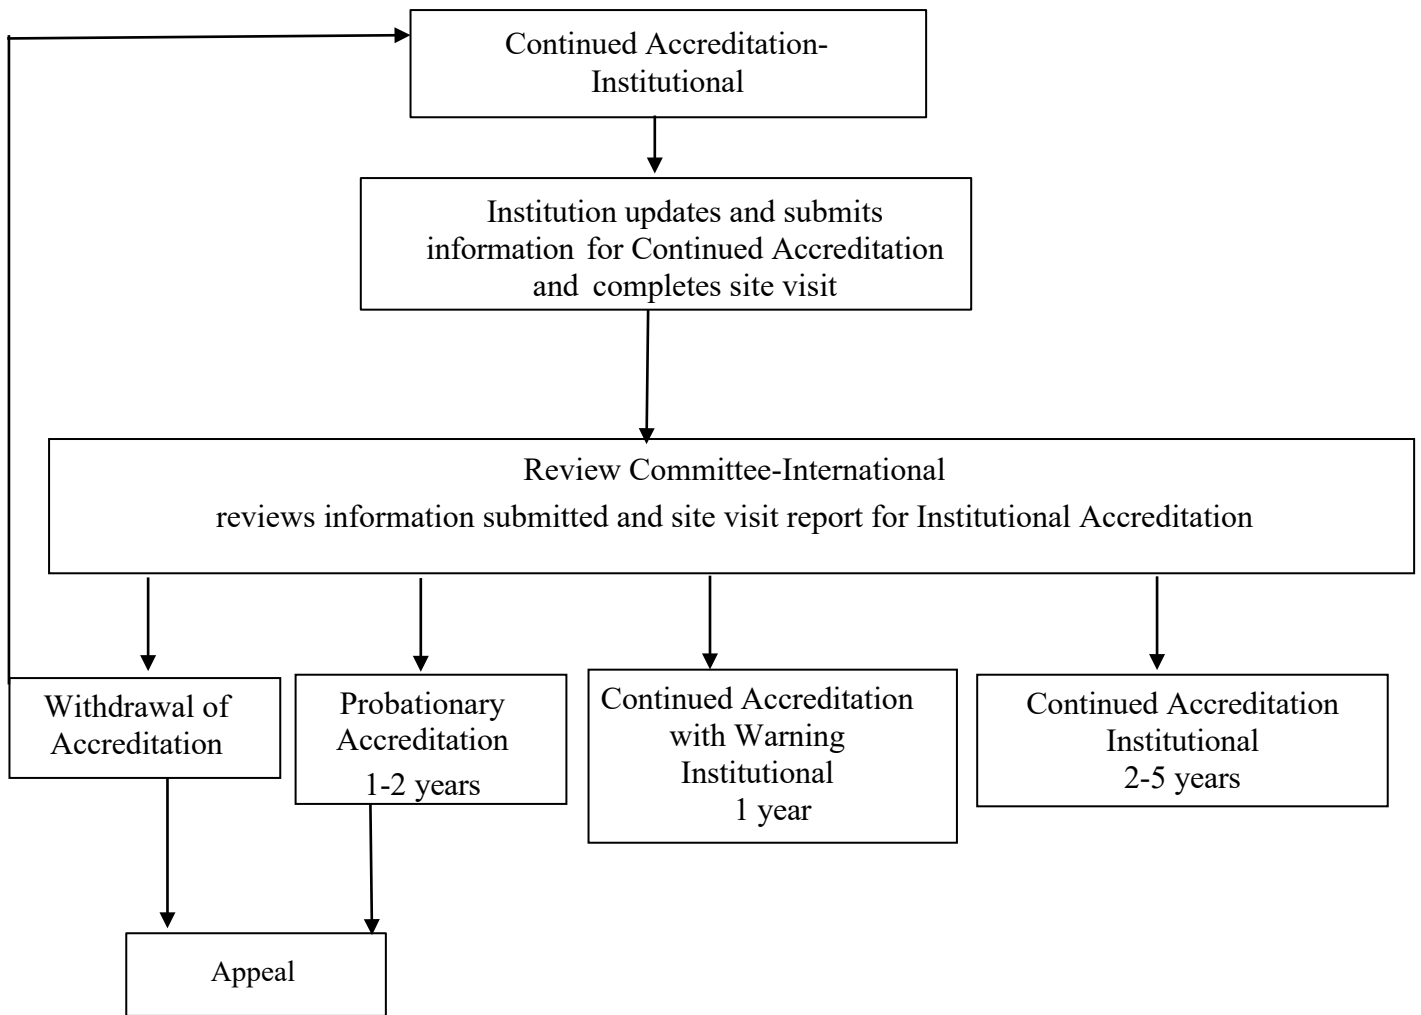 Continued Accreditation-
Institutional
Institution updates and submits
information for Continued Accreditation
and completes site visit
Review Committee-International
reviews information submitted and site visit report for Institutional Accreditation
Withdrawal of
Accreditation
Probationary
Accreditation
1-2 years
Continued Accreditation
with Warning
Institutional
1 year
Continued Accreditation
Institutional
2-5 years
Appeal